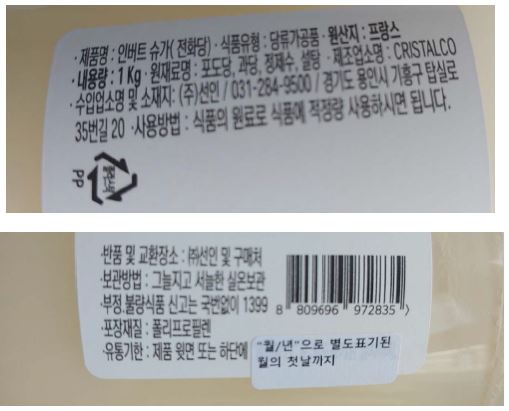 ·제품명 : 인버트 슈가( 전화당) ·식품유형 : 당류가공품 ·원산지 : 프랑스
·내용량 : 1 Kg ·원재료명 : 포도당, 과당, 정제수, 설탕 ·제조업소명 : CRISTALCO
·수입업소명 및 소재지 : (주)선인 / 031-284-9500 / 경기도 용인시 기흥구 탑실로
35번길 20 ·사용방법 : 식품의 원료로 식품에 적정량 사용하시면 됩니다.
PP
·반품 및 교환장소 : ㈜선인 및 구매처
·보관방법 : 그늘지고 서늘한 실온보관
·부정.불량식품 신고는 국번없이 1399
8 809696 972835
·포장재질 : 폴리프로필렌
·유통기한 : 제품 윗면 또는 하단에
"월/년"으로 별도표기된
월의 첫날까지